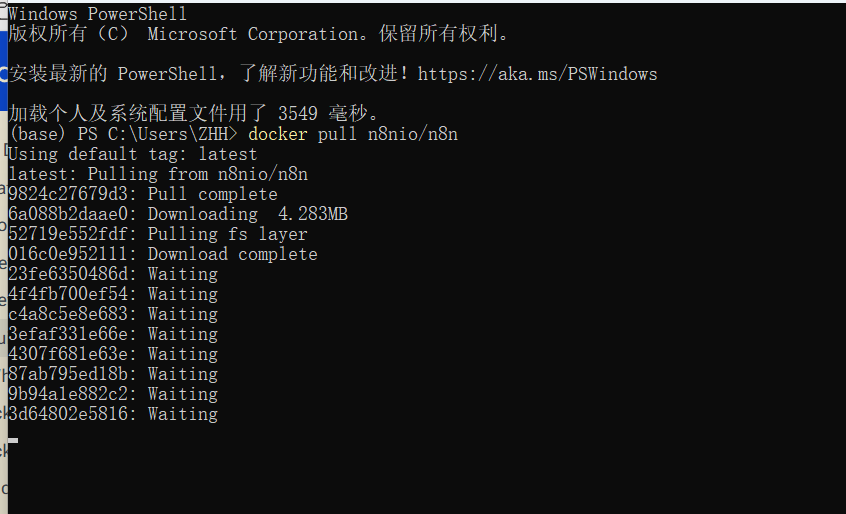 Windows PowerShell
版权所有（C） Microsoft Corporation。保留所有权利。
安装最新的 PowerShell，了解新功能和改进！https://aka.ms/PSWindows
加载个人及系统配置文件用了 3549 毫秒。
(base) PS C:\Users\ZHH> docker pull n8nio/n8n
Using default tag: latest
latest: Pulling from n8nio/n8n
9824c27679d3: Pull complete
6a088b2daae0: Downloading  4.283MB
52719e552fdf: Pulling fs layer
016c0e952111: Download complete
23fe6350486d: Waiting
4f4fb700ef54: Waiting
c4a8c5e8e683: Waiting
3efaf331e66e: Waiting
4307f681e63e: Waiting
87ab795ed18b: Waiting
9b94a1e882c2: Waiting
3d64802e5816: Waiting